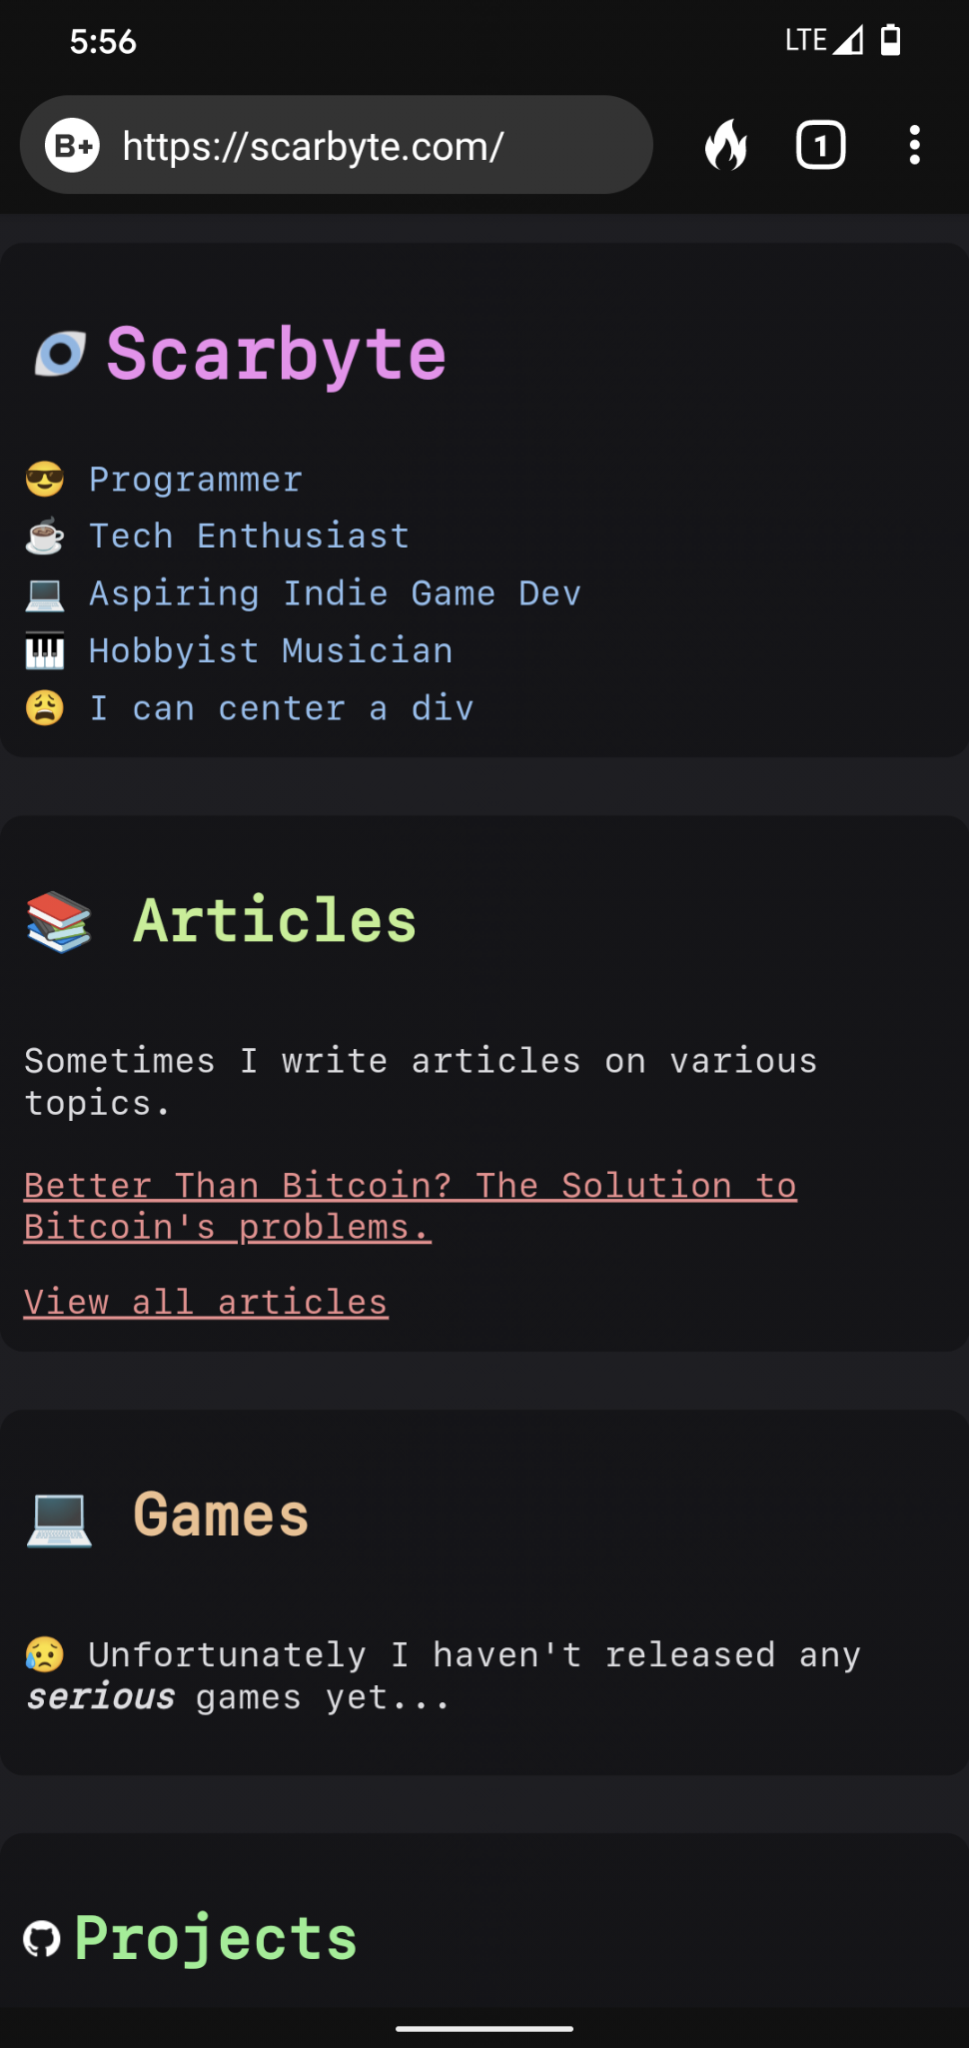 5:56
LTE
B+ https://scarbyte.com/
1
Scarbyte
😎 Programmer
☕ Tech Enthusiast
💻 Aspiring Indie Game Dev
🎹 Hobbyist Musician
😩 I can center a div
📚 Articles
Sometimes I write articles on various
topics.
Better Than Bitcoin? The Solution to
Bitcoin's problems.
View all articles
💻 Games
😥 Unfortunately I haven't released any
serious games yet...
Projects